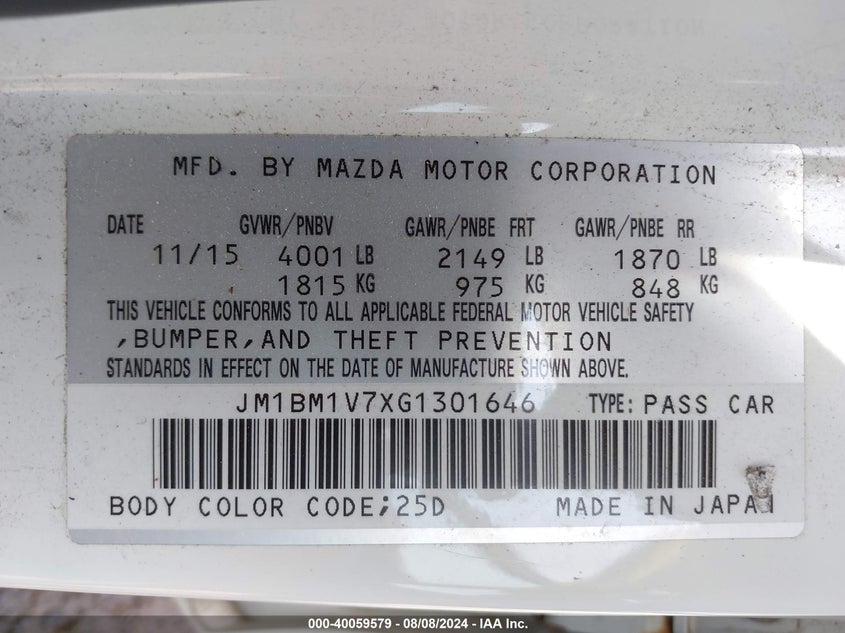 MFD. BY MAZDA MOTOR CORPORATION
DATE GVWR/PNBV GAWR/PNBE FRT GAWR/PNBE RR
11/15 4001 LB 2149 LB 1870 LB
1815 KG 975 KG 848 KG
THIS VEHICLE CONFORMS TO ALL APPLICABLE FEDERAL MOTOR VEHICLE SAFETY
,BUMPER,AND THEFT PREVENTION
STANDARDS IN EFFECT ON THE DATE OF MANUFACTURE SHOWN ABOVE.
JM1BM1V7XG1301646 TYPE: PASS CAR
BODY COLOR CODE;25D MADE IN JAPAN
000-40059579 - 08/08/2024 - IAA Inc.